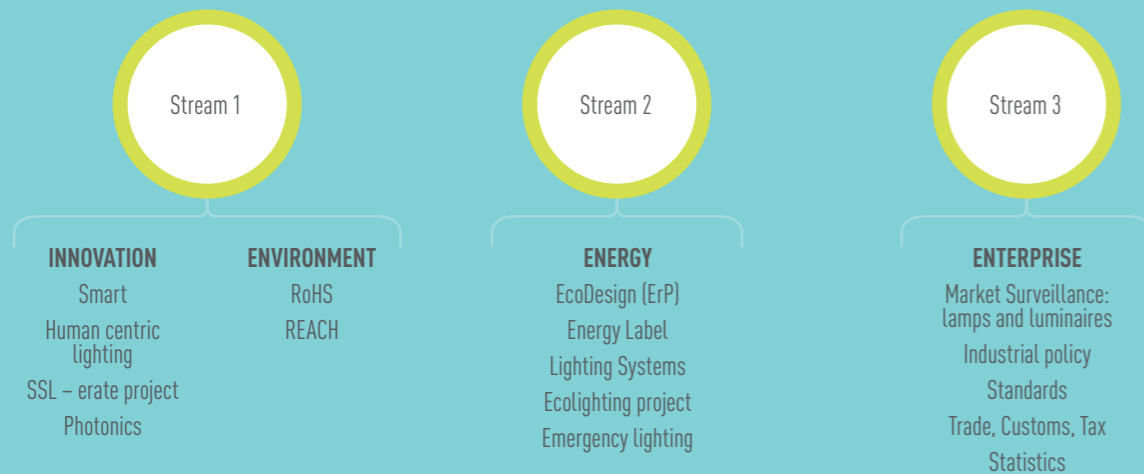 Stream 1
Stream 2
Stream 3
INNOVATION
Smart
Human centric
lighting
SSL – erate project
Photonics
ENVIRONMENT
RoHS
REACH
ENERGY
EcoDesign (ErP)
Energy Label
Lighting Systems
Ecolighting project
Emergency lighting
ENTERPRISE
Market Surveillance:
lamps and luminaires
Industrial policy
Standards
Trade, Customs, Tax
Statistics